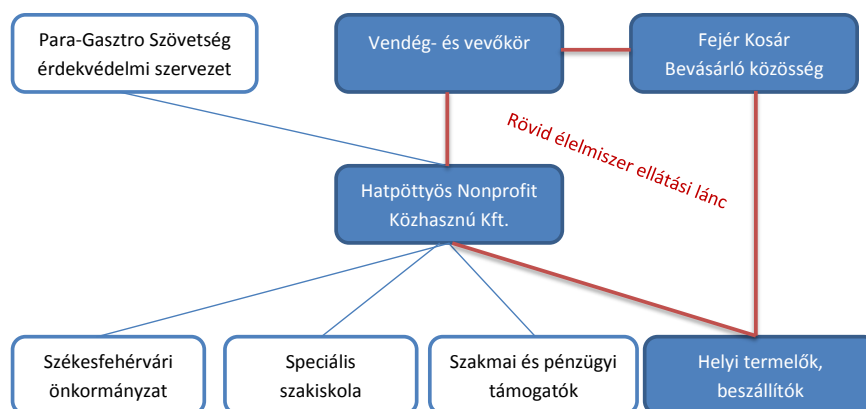 Para-Gasztro Szövetség
érdekvédelmi szervezet
Vendég- és vevőkör
Fejér Kosár
Bevásárló közösség
Rövid élelmiszer ellátási lánc
Hatpöttyös Nonprofit
Közhasznú Kft.
Székesfehérvári
önkormányzat
Speciális
szakiskola
Szakmai és pénzügyi
támogatók
Helyi termelők,
beszállítók